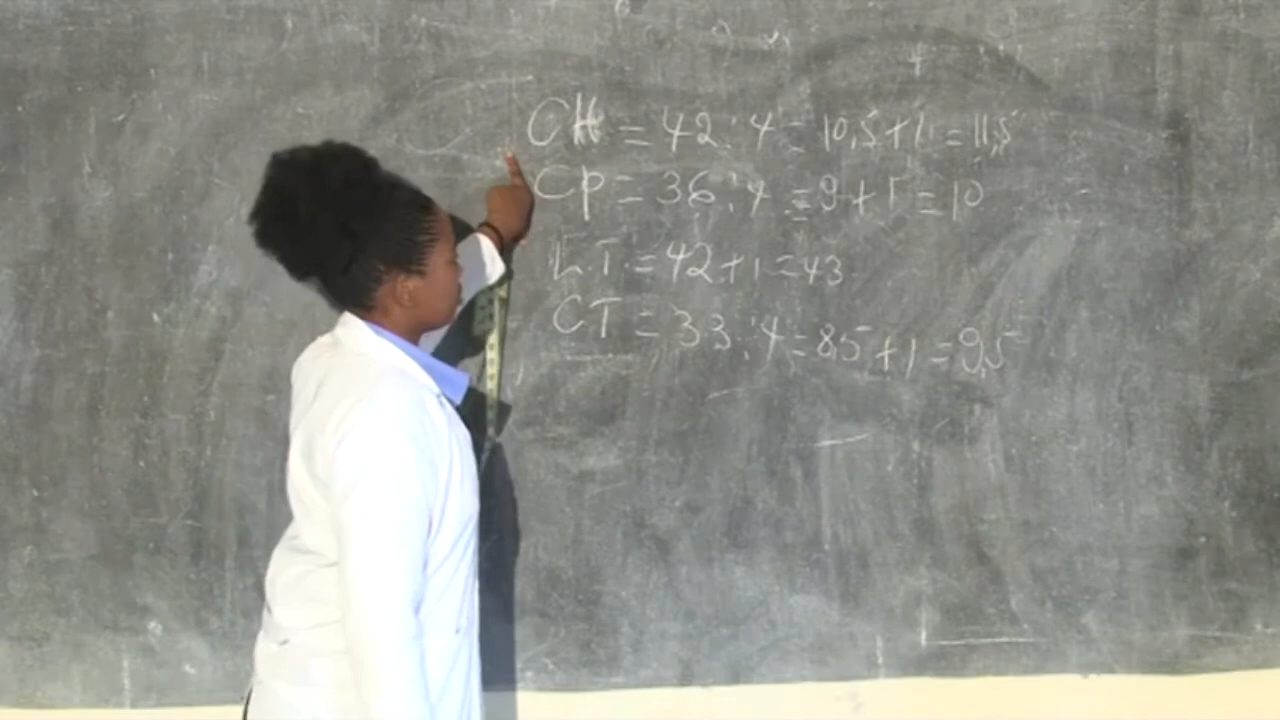 CH = 42:4 = 10,5+1 = 11,5
CP = 36:4 = 9+1 = 10
L.T. = 42+1 = 43
CT = 33:4 = 8,5+1 = 9,5